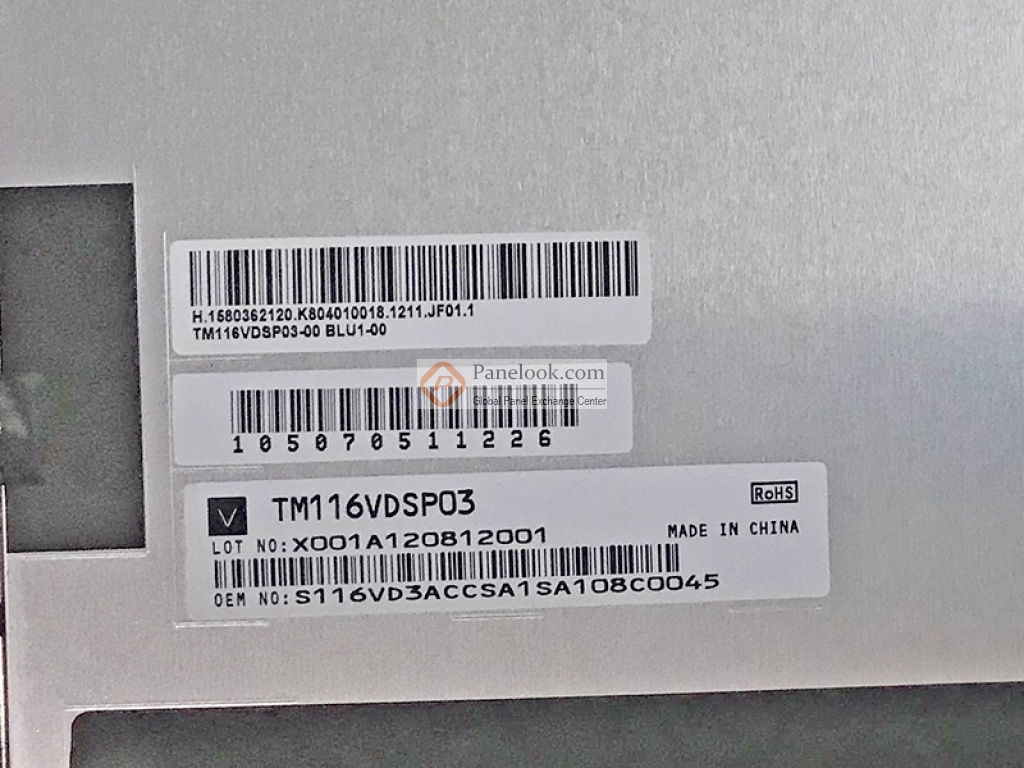 H.1580362120.K804010018.1211.JF01.1
TM116VDSP03-00 BLU1-00
Panelook.com
Global Panel Exchange Center
105070511226
TM116VDSP03
RoHS
LOT NO:X001A120812001
MADE IN CHINA
OEM NO:S116VD3ACCSA1SA108C0045